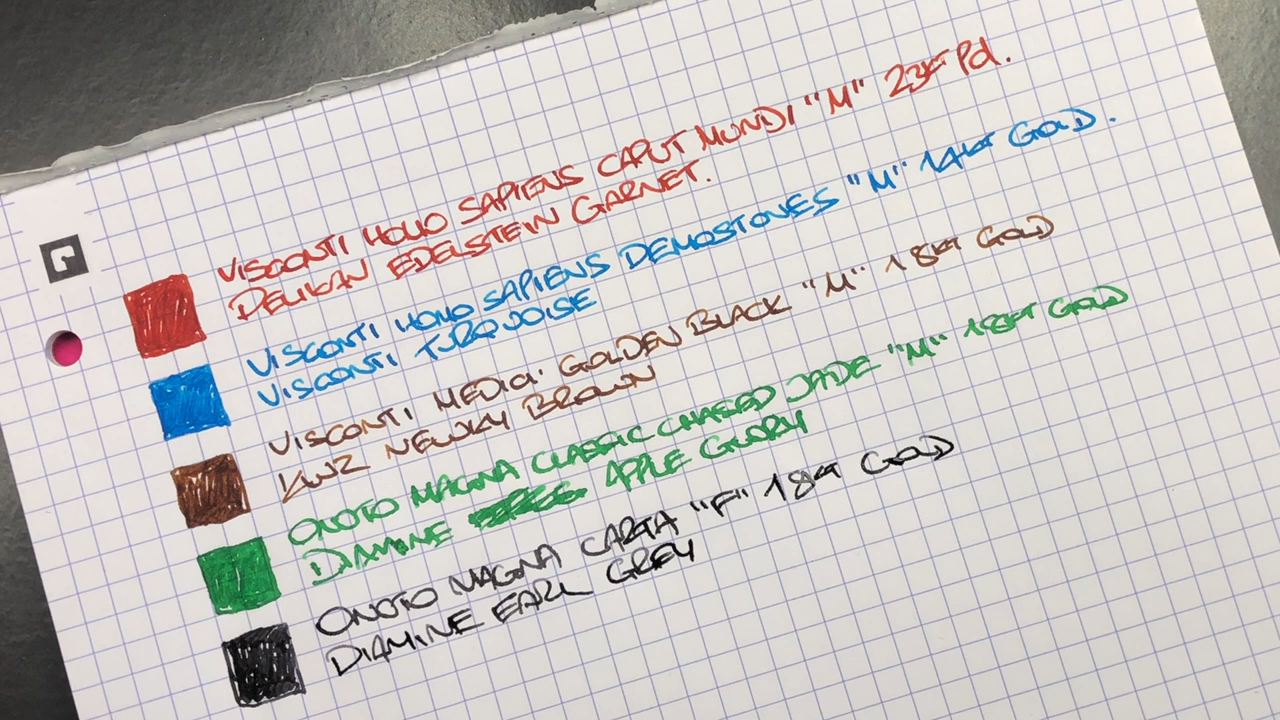 VISCONTI HOMO SAPIENS CAPUT MUNDI "M" 23KT Pd.
PELIKAN EDELSTEIN GARNET.
VISCONTI HOMO SAPIENS DEMOSTONES "M" 14KT GOLD.
VISCONTI TURQUOISE
VISCONTI MEDICI GOLDEN BLACK "M" 18KT GOLD
KWZ NEWKY BROWN
ONOTO MAGNA CLASSIC CHASED JADE "M" 18KT GOLD
DIAMINE APPLE GLORY
ONOTO MAGNA CARTA "F" 18KT GOLD
DIAMINE EARL GREY